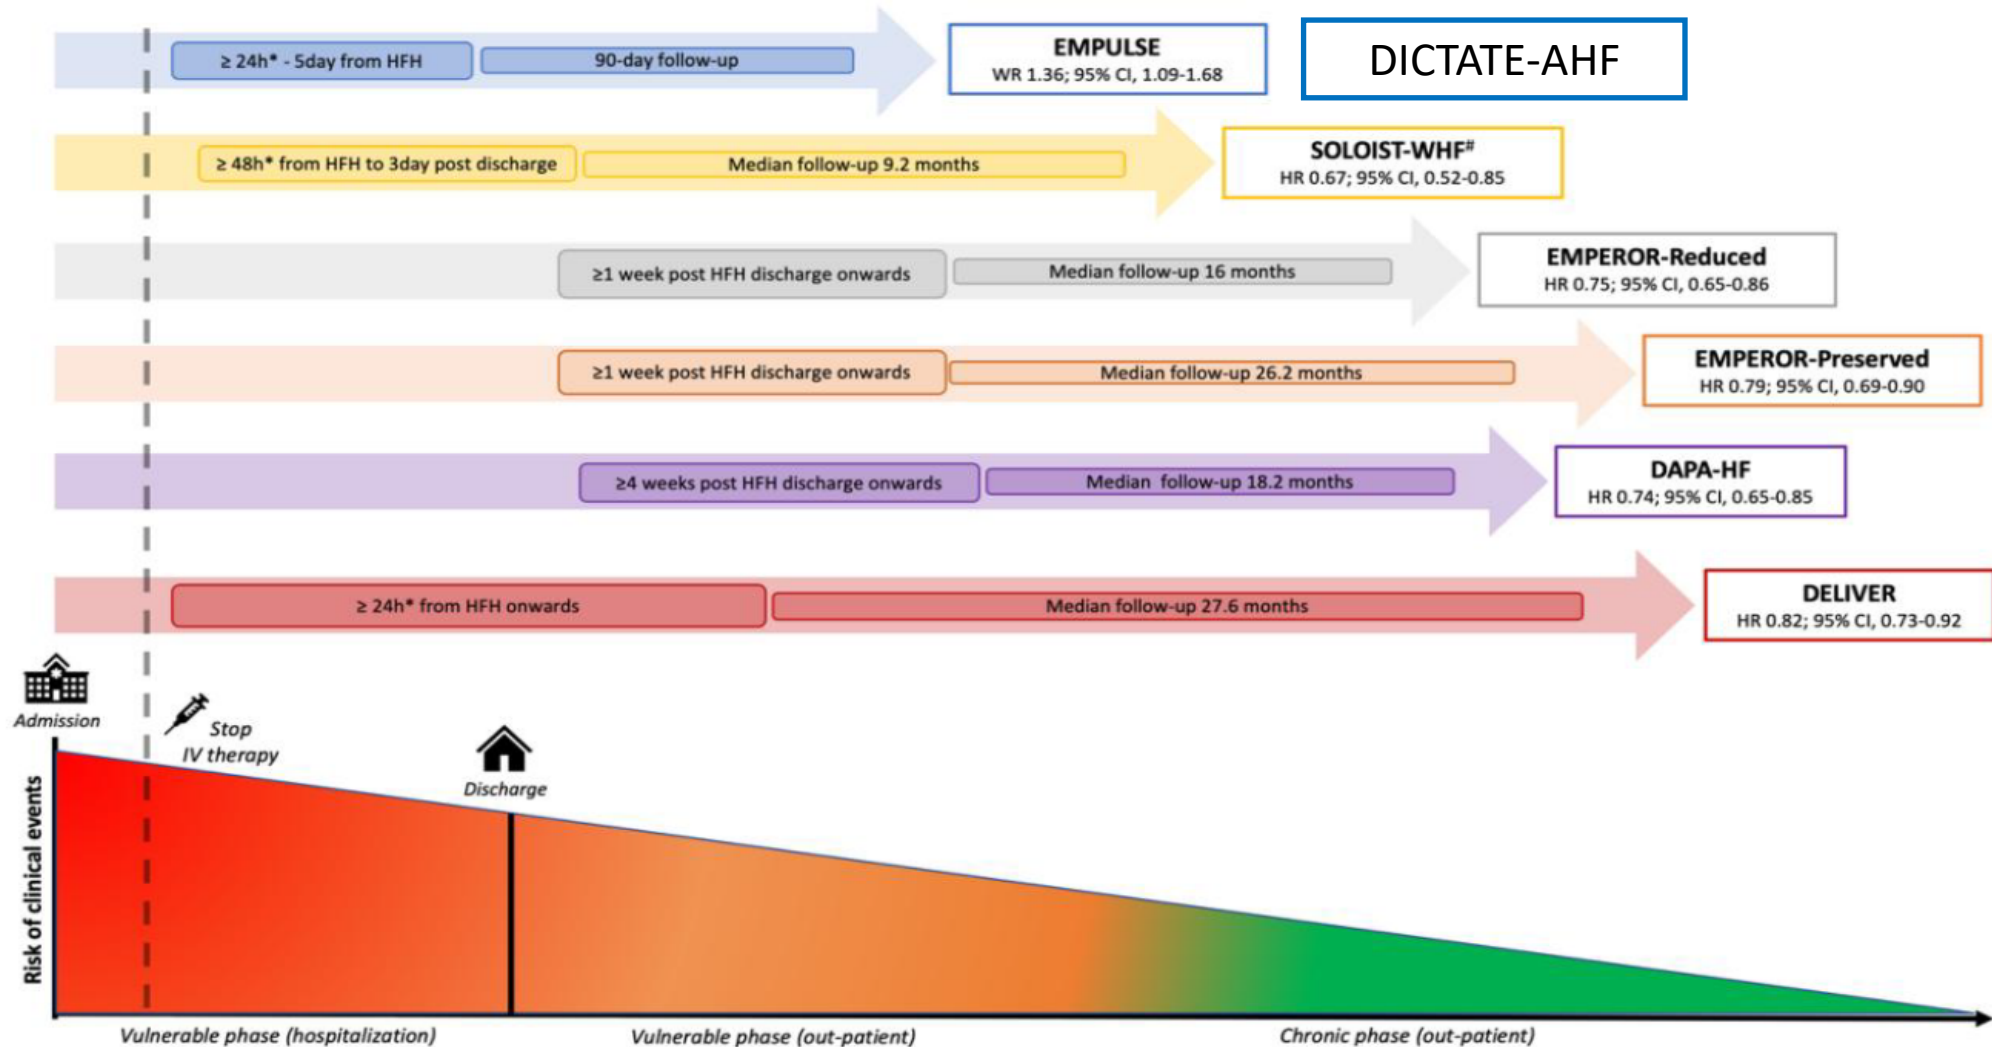 ≥ 24h* - 5day from HFH
90-day follow-up
EMPULSE
WR 1.36; 95% CI, 1.09-1.68
DICTATE-AHF
≥ 48h* from HFH to 3day post discharge
Median follow-up 9.2 months
SOLOIST-WHF#
HR 0.67; 95% CI, 0.52-0.85
≥1 week post HFH discharge onwards
Median follow-up 16 months
EMPEROR-Reduced
HR 0.75; 95% CI, 0.65-0.86
≥1 week post HFH discharge onwards
Median follow-up 26.2 months
EMPEROR-Preserved
HR 0.79; 95% CI, 0.69-0.90
≥4 weeks post HFH discharge onwards
Median follow-up 18.2 months
DAPA-HF
HR 0.74; 95% CI, 0.65-0.85
≥ 24h* from HFH onwards
Median follow-up 27.6 months
DELIVER
HR 0.82; 95% CI, 0.73-0.92
Admission
Stop
IV therapy
Discharge
Risk of clinical events
Vulnerable phase (hospitalization)
Vulnerable phase (out-patient)
Chronic phase (out-patient)